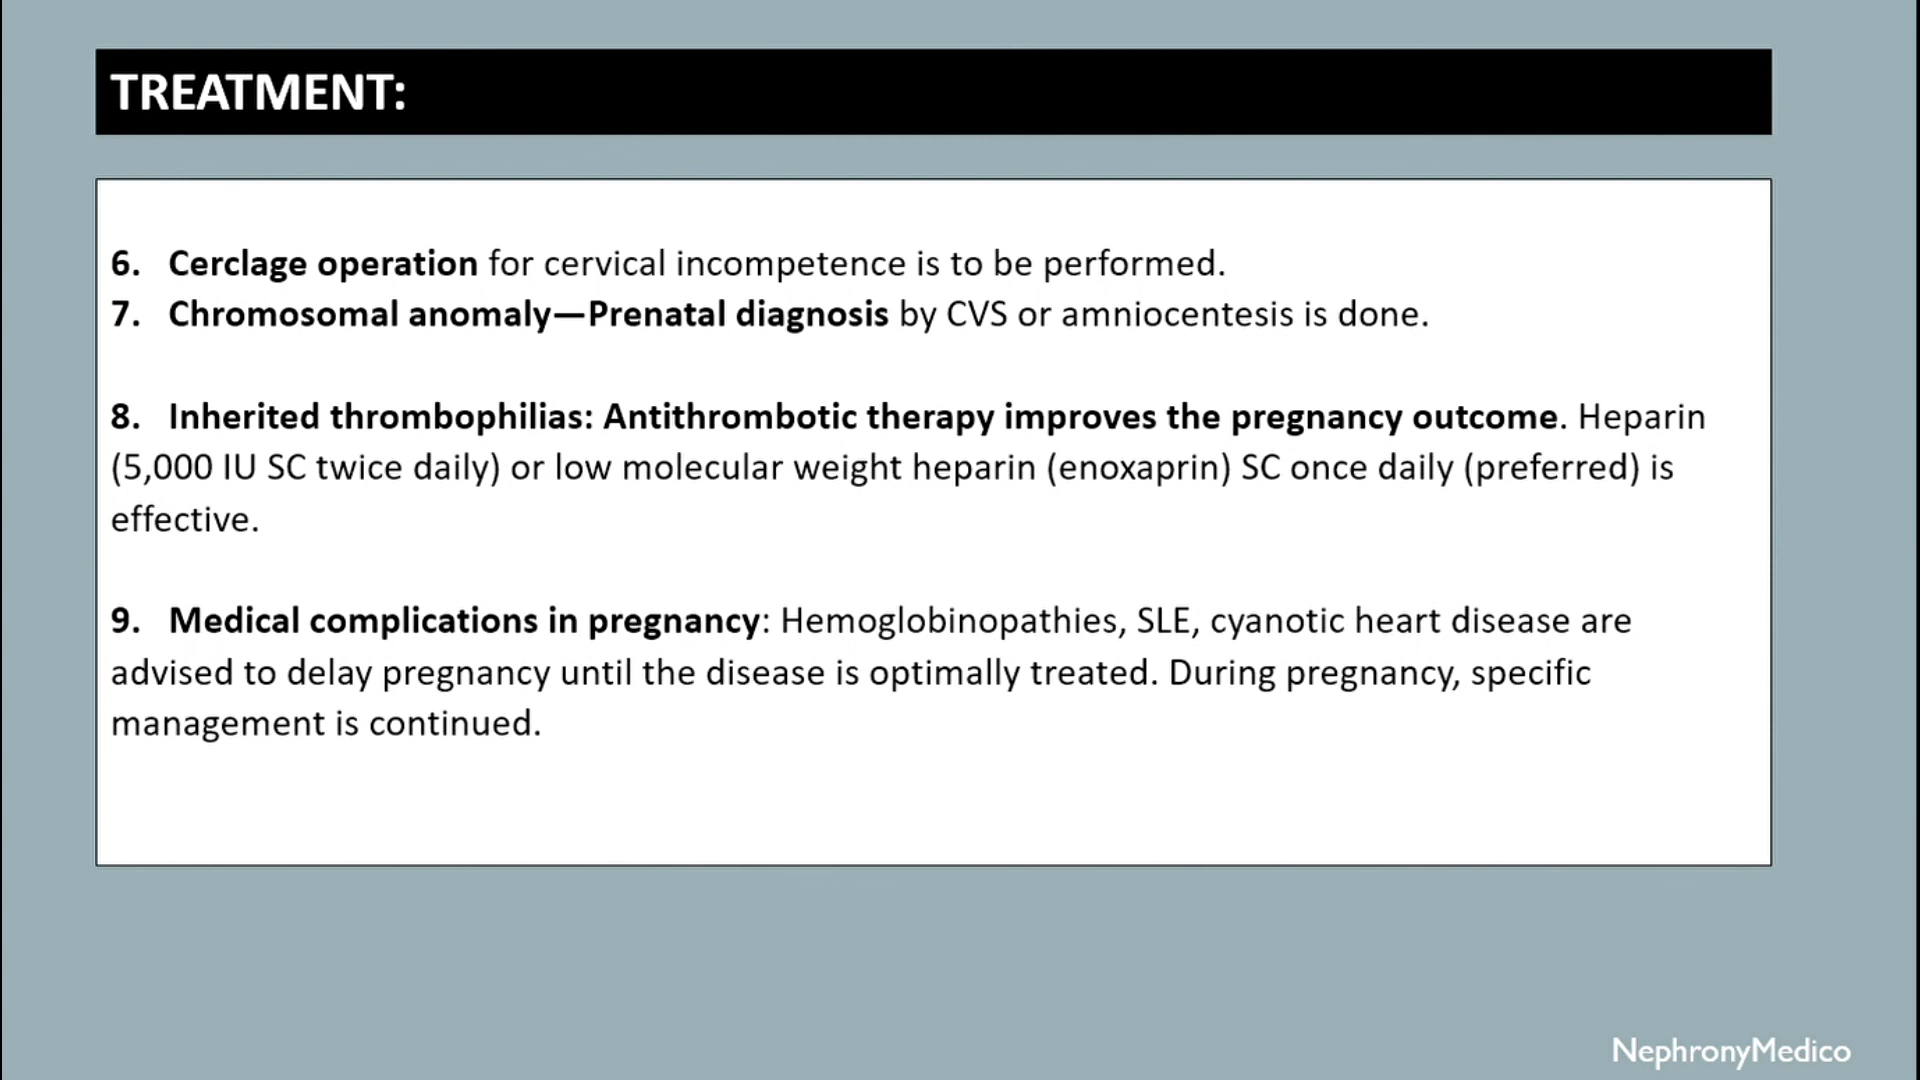 TREATMENT:
6. Cerclage operation for cervical incompetence is to be performed.
7. Chromosomal anomaly—Prenatal diagnosis by CVS or amniocentesis is done.
8. Inherited thrombophilias: Antithrombotic therapy improves the pregnancy outcome. Heparin
(5,000 IU SC twice daily) or low molecular weight heparin (enoxaprin) SC once daily (preferred) is
effective.
9. Medical complications in pregnancy: Hemoglobinopathies, SLE, cyanotic heart disease are
advised to delay pregnancy until the disease is optimally treated. During pregnancy, specific
management is continued.
NephronyMedico